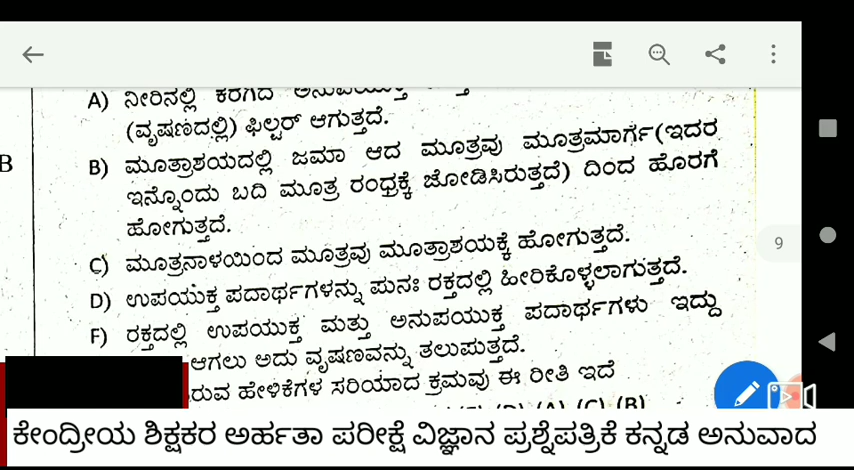 A) ನೀರಿನಲ್ಲಿ ಕರಗಿದ
(ವೃಷಣದಲ್ಲಿ) ಫಿಲ್ಟರ್ ಆಗುತ್ತದೆ.
B
B) ಮೂತ್ರಾಶಯದಲ್ಲಿ ಜಮಾ ಆದ ಮೂತ್ರವು ಮೂತ್ರಮಾರ್ಗ(ಇದರ
ಇನ್ನೊಂದು ಬದಿ ಮೂತ್ರ ರಂಧ್ರಕ್ಕೆ ಜೋಡಿಸಿರುತ್ತದೆ) ದಿಂದ ಹೊರಗೆ
ಹೋಗುತ್ತದೆ.
9
C) ಮೂತ್ರನಾಳಯಿಂದ ಮೂತ್ರವು ಮೂತ್ರಾಶಯಕ್ಕೆ ಹೋಗುತ್ತದೆ.
D) ಉಪಯುಕ್ತ ಪದಾರ್ಥಗಳನ್ನು ಪುನಃ ರಕ್ತದಲ್ಲಿ ಹೀರಿಕೊಳ್ಳಲಾಗುತ್ತದೆ.
F) ರಕ್ತದಲ್ಲಿ ಉಪಯುಕ್ತ ಮತ್ತು ಅನುಪಯುಕ್ತ ಪದಾರ್ಥಗಳು ಇದ್ದು
ಆಗಲು ಅದು ವೃಷಣವನ್ನು ತಲುಪುತ್ತದೆ.
ಹೇಳಿಕೆಗಳ ಸರಿಯಾದ ಕ್ರಮವು ಈ ರೀತಿ ಇದೆ
(D) (A) (C) (B)
ಕೇಂದ್ರೀಯ ಶಿಕ್ಷಕರ ಅರ್ಹತಾ ಪರೀಕ್ಷೆ ವಿಜ್ಞಾನ ಪ್ರಶ್ನೆಪತ್ರಿಕೆ ಕನ್ನಡ ಅನುವಾದ